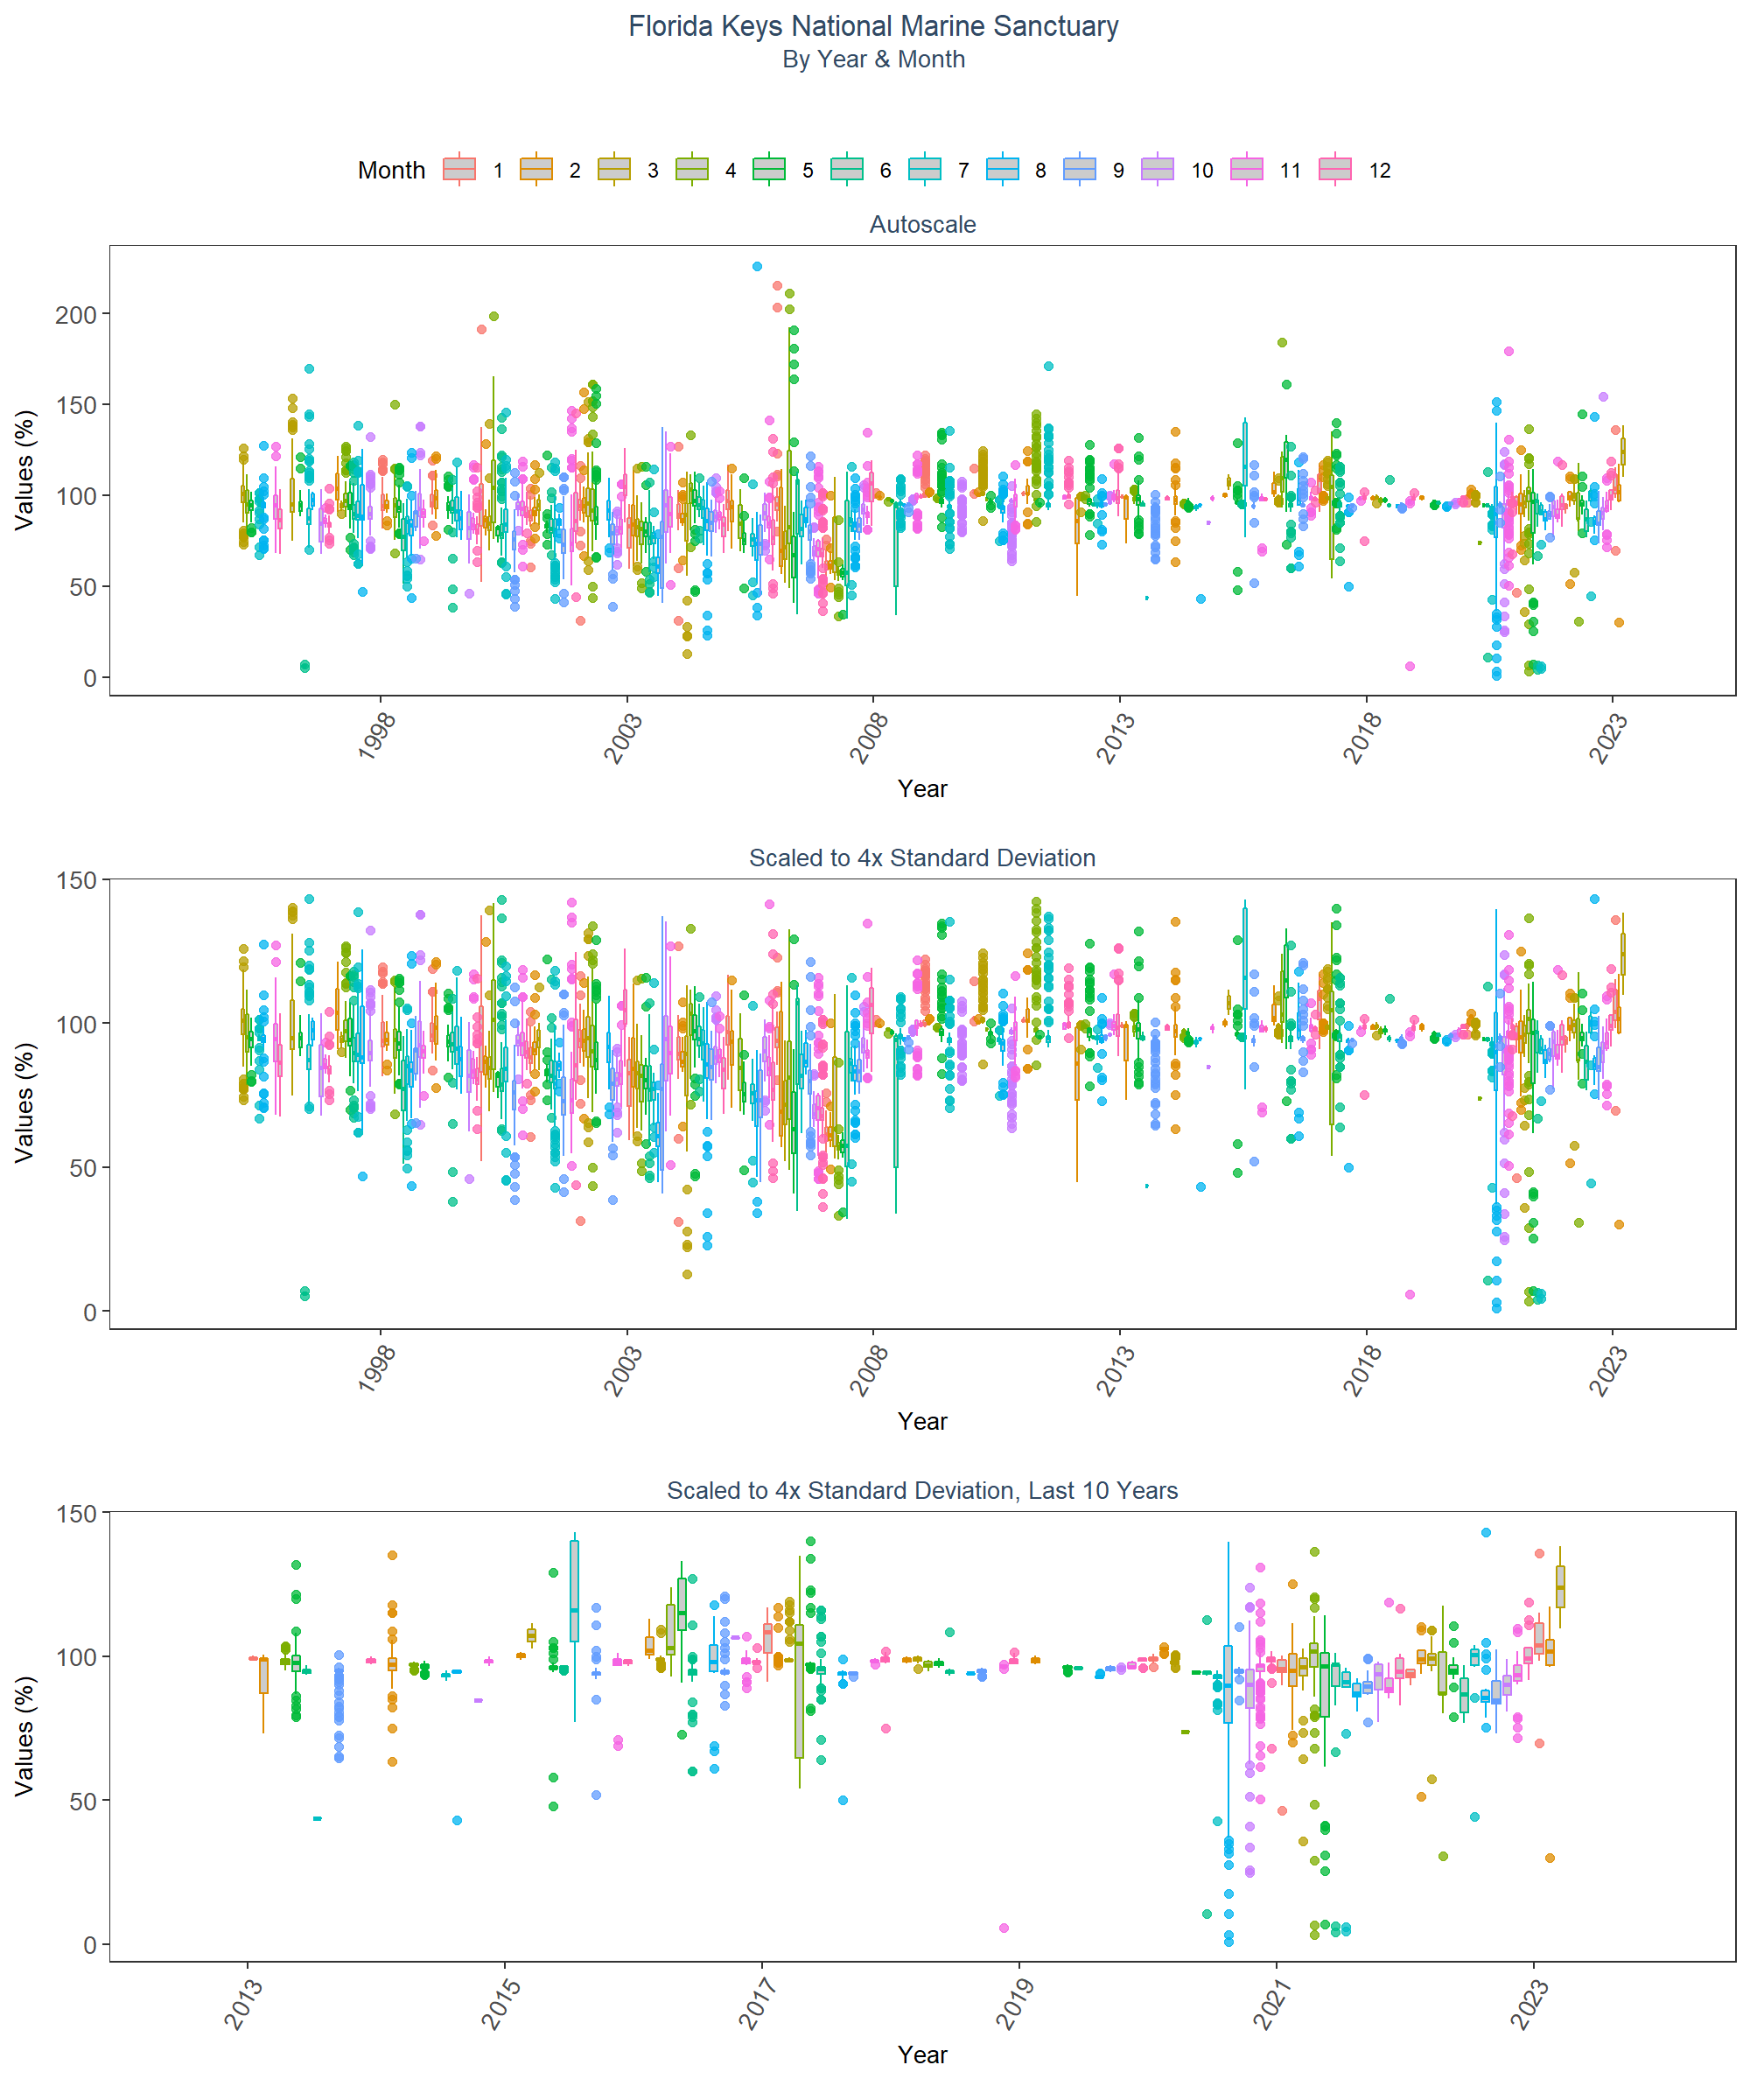 Florida Keys National Marine Sanctuary
By Year & Month
Month 1 2 3 4 5 6 7 8 9 10 11 12
Autoscale
Values (%)
200
150
100
50
0
1998 2003 2008 2013 2018 2023
Year
Scaled to 4x Standard Deviation
Values (%)
150
100
50
0
1998 2003 2008 2013 2018 2023
Year
Scaled to 4x Standard Deviation, Last 10 Years
Values (%)
150
100
50
0
2013 2015 2017 2019 2021 2023
Year